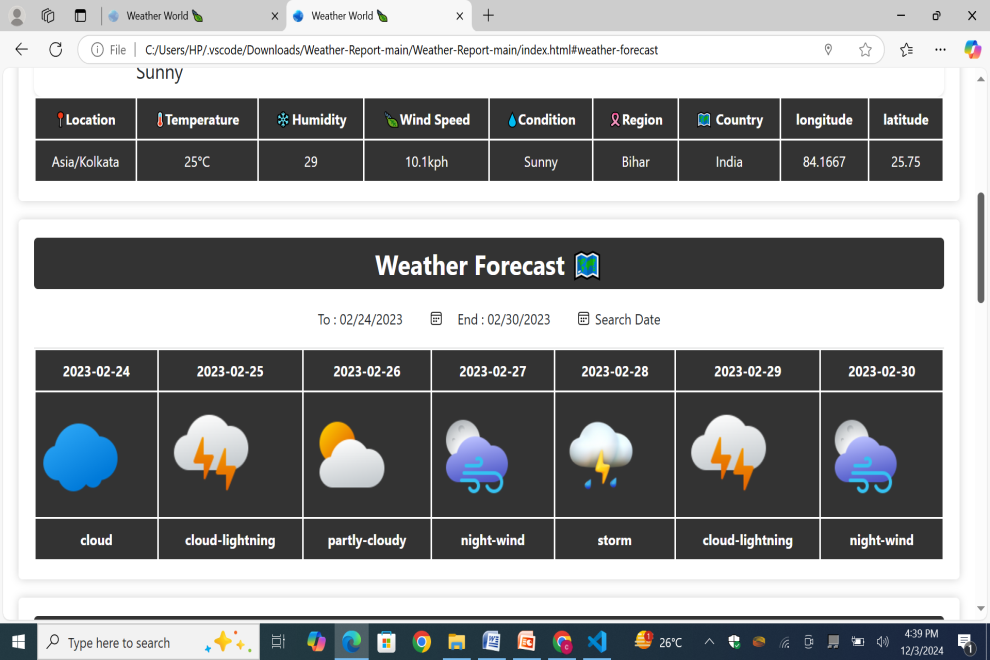 Weather World
Weather World
File
C:/Users/HP/.vscode/Downloads/Weather-Report-main/Weather-Report-main/index.html#weather-forecast
Sunny
Location Temperature Humidity Wind Speed Condition Region Country longitude latitude
Asia/Kolkata 25°C 29 10.1kph Sunny Bihar India 84.1667 25.75
Weather Forecast
To : 02/24/2023 End : 02/30/2023 Search Date
2023-02-24 2023-02-25 2023-02-26 2023-02-27 2023-02-28 2023-02-29 2023-02-30
cloud cloud-lightning partly-cloudy night-wind storm cloud-lightning night-wind
Type here to search
1
26°C
4:39 PM
12/3/2024
1